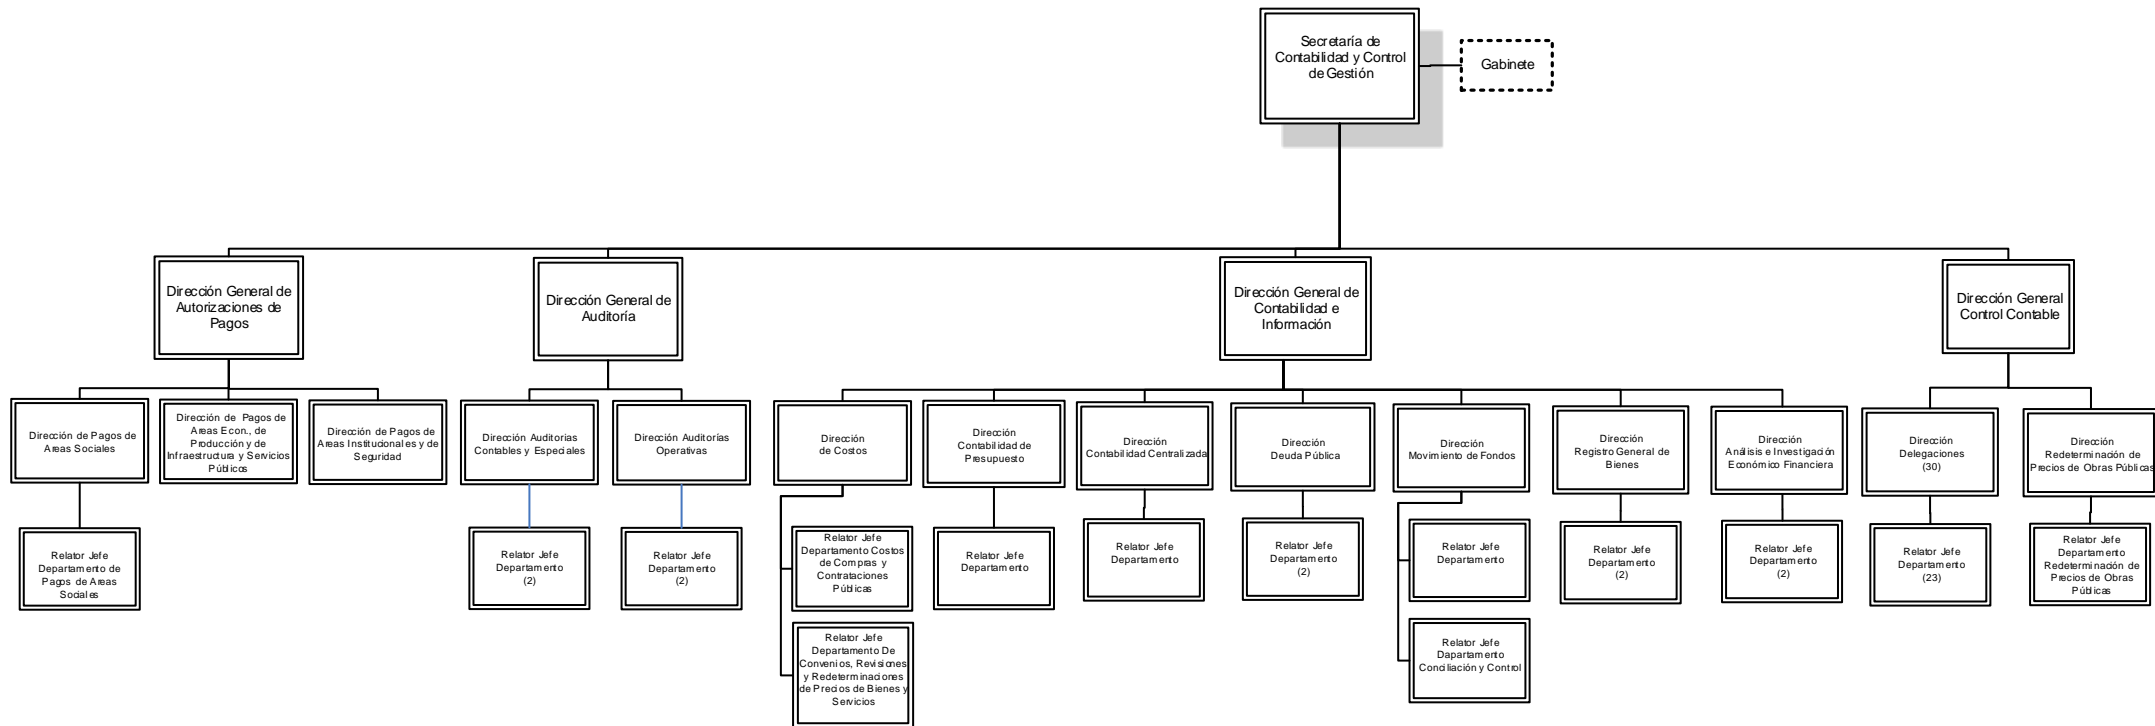 Secretaría de
Contabilidad y Control
de Gestión
Gabinete
Dirección General de
Autorizaciones de
Pagos
Dirección General de
Auditoría
Dirección General de
Contabilidad e
Información
Dirección General
Control Contable
Dirección de Pagos de
Areas Sociales
Dirección de Pagos de
Areas Econ., de
Producción y de
Infraestructura y Servicios
Públicos
Dirección de Pagos de
Areas Institucionales y de
Seguridad
Dirección Auditorias
Contables y Especiales
Dirección Auditorías
Operativas
Dirección
de Costos
Dirección
Contabilidad de
Presupuesto
Dirección
Contabilidad Centralizada
Dirección
Deuda Pública
Dirección
Movimiento de Fondos
Dirección
Registro General de
Bienes
Dirección
Análisis e Investigación
Económico Financiera
Dirección
Delegaciones
(30)
Dirección
Redeterminación de
Precios de Obras Públicas
Relator Jefe
Departamento de
Pagos de Areas
Sociales
Relator Jefe
Departamento
(2)
Relator Jefe
Departamento
(2)
Relator Jefe
Departamento Costos
de Compras y
Contrataciones
Públicas
Relator Jefe
Departamento
Relator Jefe
Departamento
Relator Jefe
Departamento
(2)
Relator Jefe
Departamento
Relator Jefe
Departamento
(2)
Relator Jefe
Departamento
(2)
Relator Jefe
Departamento
(23)
Relator Jefe
Departamento
Redeterminación de
Precios de Obras
Públicas
Relator Jefe
Departamento De
Convenios, Revisiones
y Redeterminaciones
de Precios de Bienes y
Servicios
Relator Jefe
Dapartamento
Conciliación y Control